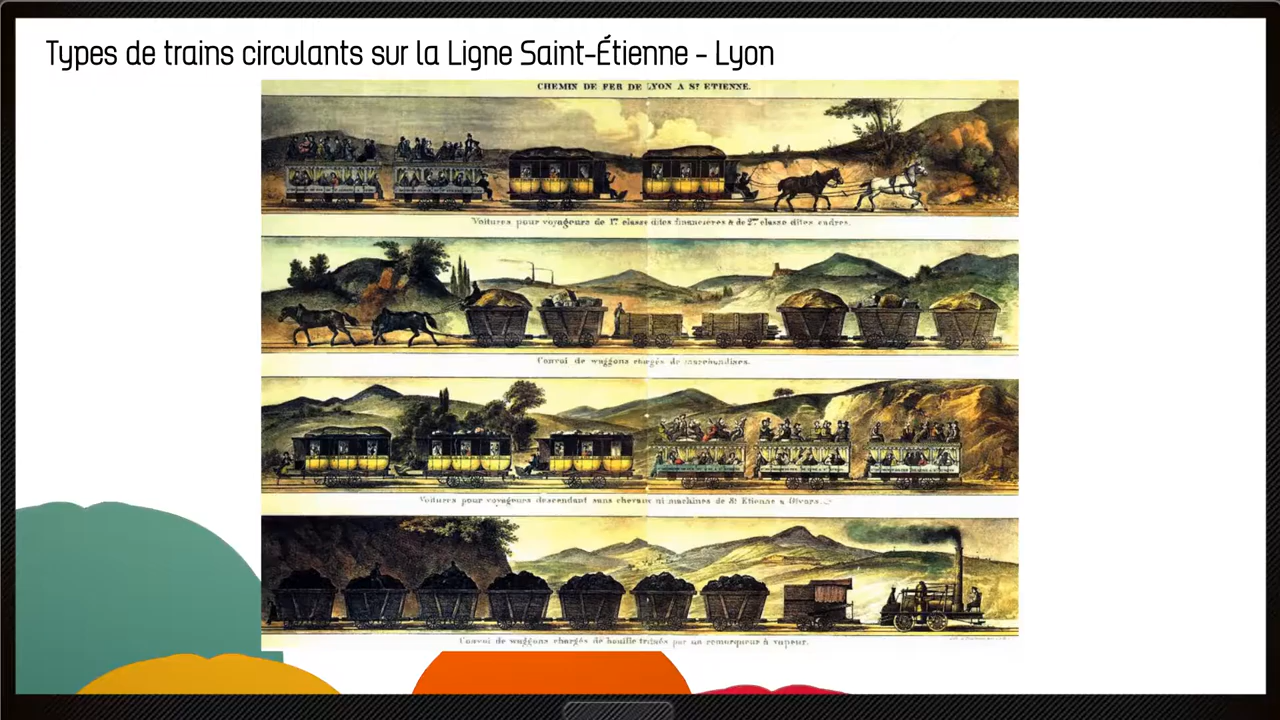 Types de trains circulants sur la Ligne Saint-Étienne - Lyon
CHEMIN DE FER DE LYON A Sᵀ ETIENNE.
Voitures pour voyageurs de 1ʳᵉ classe dites financières & de 2ᵐᵉ classe dites cadres.
Convoi de waggons chargés de marchandises.
Voitures pour voyageurs descendant sans chevaux ni machines de Sᵗ Etienne a Givors.
Convoi de waggons chargés de houille trainés par un remorqueur à vapeur.